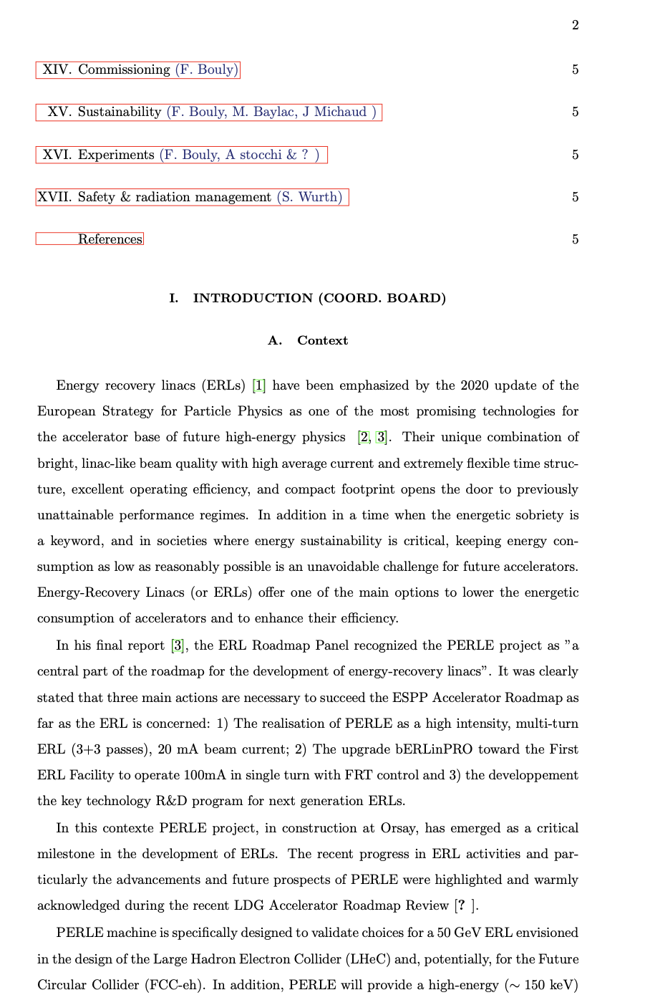 2
XIV. Commissioning (F. Bouly) 5
XV. Sustainability (F. Bouly, M. Baylac, J Michaud ) 5
XVI. Experiments (F. Bouly, A stocchi & ? ) 5
XVII. Safety & radiation management (S. Wurth) 5
References 5
I. INTRODUCTION (COORD. BOARD)
A. Context
Energy recovery linacs (ERLs) [1] have been emphasized by the 2020 update of the
European Strategy for Particle Physics as one of the most promising technologies for
the accelerator base of future high-energy physics [2, 3]. Their unique combination of
bright, linac-like beam quality with high average current and extremely flexible time struc-
ture, excellent operating efficiency, and compact footprint opens the door to previously
unattainable performance regimes. In addition in a time when the energetic sobriety is
a keyword, and in societies where energy sustainability is critical, keeping energy con-
sumption as low as reasonably possible is an unavoidable challenge for future accelerators.
Energy-Recovery Linacs (or ERLs) offer one of the main options to lower the energetic
consumption of accelerators and to enhance their efficiency.
In his final report [3], the ERL Roadmap Panel recognized the PERLE project as ”a
central part of the roadmap for the development of energy-recovery linacs”. It was clearly
stated that three main actions are necessary to succeed the ESPP Accelerator Roadmap as
far as the ERL is concerned: 1) The realisation of PERLE as a high intensity, multi-turn
ERL (3+3 passes), 20 mA beam current; 2) The upgrade bERLinPRO toward the First
ERL Facility to operate 100mA in single turn with FRT control and 3) the developpement
the key technology R&D program for next generation ERLs.
In this contexte PERLE project, in construction at Orsay, has emerged as a critical
milestone in the development of ERLs. The recent progress in ERL activities and par-
ticularly the advancements and future prospects of PERLE were highlighted and warmly
acknowledged during the recent LDG Accelerator Roadmap Review [? ].
PERLE machine is specifically designed to validate choices for a 50 GeV ERL envisioned
in the design of the Large Hadron Electron Collider (LHeC) and, potentially, for the Future
Circular Collider (FCC-eh). In addition, PERLE will provide a high-energy (∼ 150 keV)